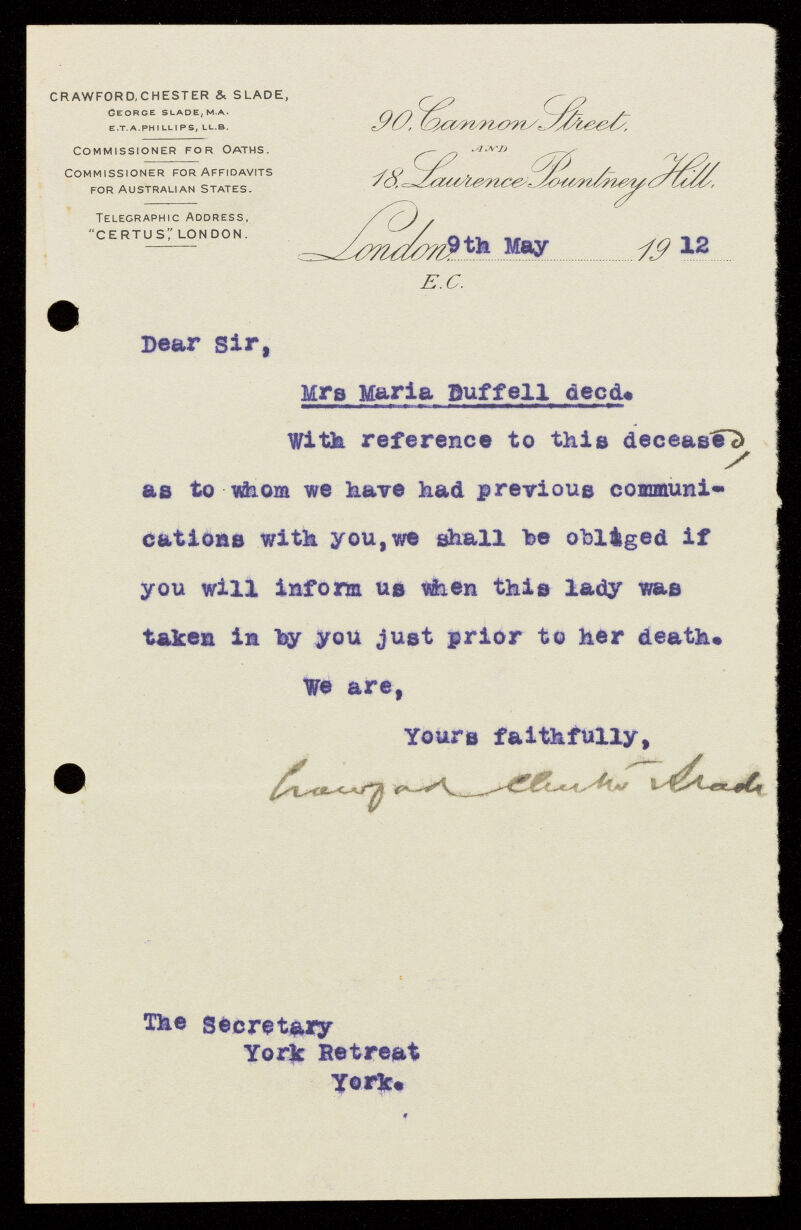 CRAWFORD, CHESTER & SLADE,
GEORGE SLADE, M.A.
E.T.A. PHILLIPS, LL.B.
COMMISSIONER FOR OATHS.
COMMISSIONER FOR AFFIDAVITS
FOR AUSTRALIAN STATES.
TELEGRAPHIC ADDRESS,
"CERTUS," LONDON.
90, Cannon Street,
AND
18, Laurence Pountney Hill,
London, 9th May 1912
E.C.
Dear Sir,
Mrs Maria Duffell decd.
With reference to this deceased,
as to whom we have had previous communi-
cations with you, we shall be obliged if
you will inform us when this lady was
taken in by you just prior to her death.
We are,
Yours faithfully,
Crawford Chester & Slade
The Secretary
York Retreat
York.